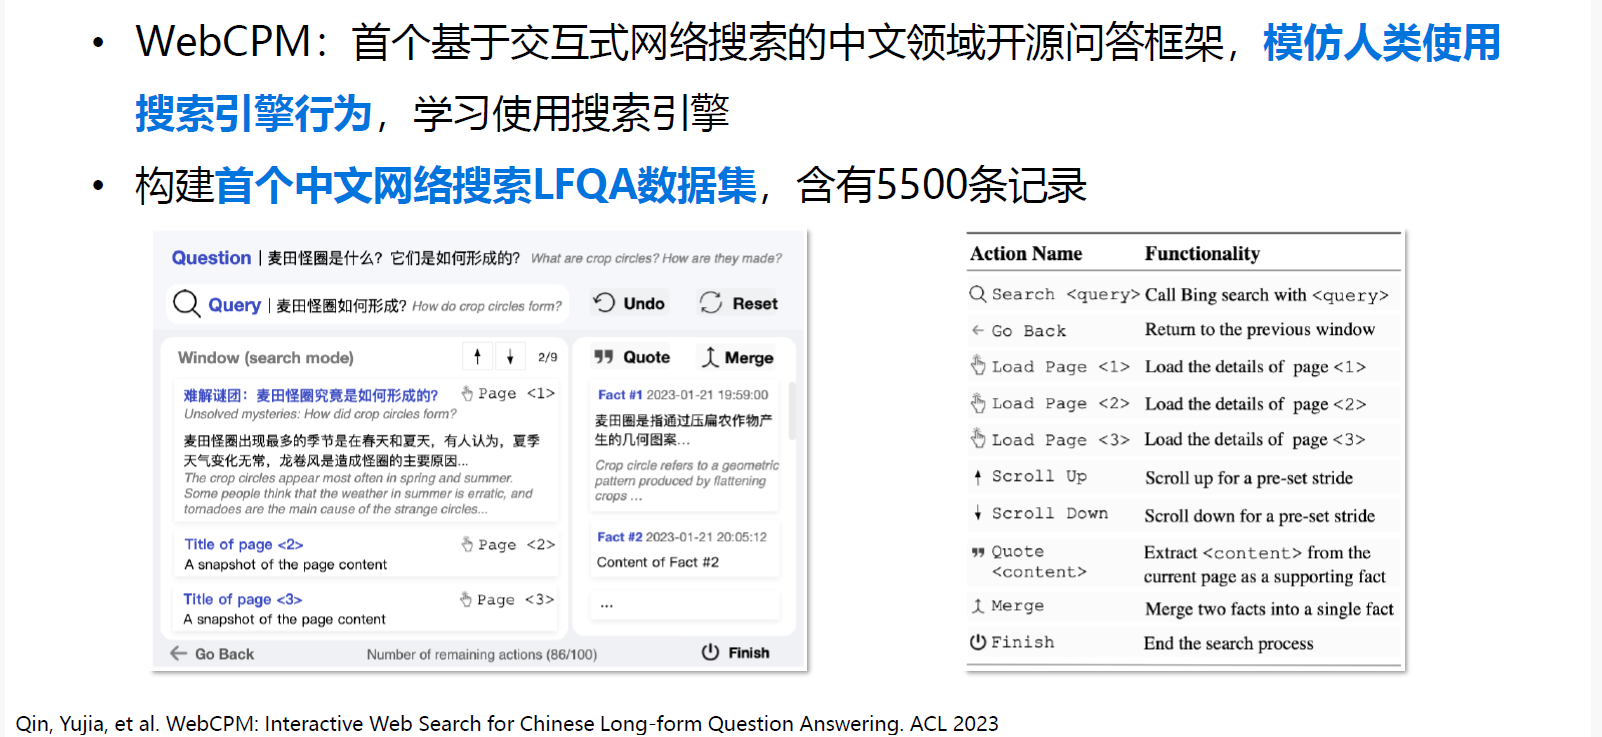 • WebCPM：首个基于交互式网络搜索的中文领域开源问答框架，模仿人类使用
搜索引擎行为，学习使用搜索引擎
• 构建首个中文网络搜索LFQA数据集，含有5500条记录
Question | 麦田怪圈是什么？它们是如何形成的？ What are crop circles? How are they made?
Query | 麦田怪圈如何形成? How do crop circles form?
Undo
Reset
Window (search mode)
2/9
难解谜团：麦田怪圈究竟是如何形成的？ Page <1>
Unsolved mysteries: How did crop circles form?
麦田怪圈出现最多的季节是在春天和夏天，有人认为，夏季
天气变化无常，龙卷风是造成怪圈的主要原因...
The crop circles appear most often in spring and summer.
Some people think that the weather in summer is erratic, and
tornadoes are the main cause of the strange circles...
Title of page <2> Page <2>
A snapshot of the page content
Title of page <3> Page <3>
A snapshot of the page content
Quote
Merge
Fact #1 2023-01-21 19:59:00
麦田圈是指通过压扁农作物产
生的几何图案...
Crop circle refers to a geometric
pattern produced by flattening
crops ...
Fact #2 2023-01-21 20:05:12
Content of Fact #2
...
Go Back
Number of remaining actions (86/100)
Finish
Action Name Functionality
Search <query> Call Bing search with <query>
Go Back Return to the previous window
Load Page <1> Load the details of page <1>
Load Page <2> Load the details of page <2>
Load Page <3> Load the details of page <3>
Scroll Up Scroll up for a pre-set stride
Scroll Down Scroll down for a pre-set stride
Quote Extract <content> from the
<content> current page as a supporting fact
Merge Merge two facts into a single fact
Finish End the search process
Qin, Yujia, et al. WebCPM: Interactive Web Search for Chinese Long-form Question Answering. ACL 2023